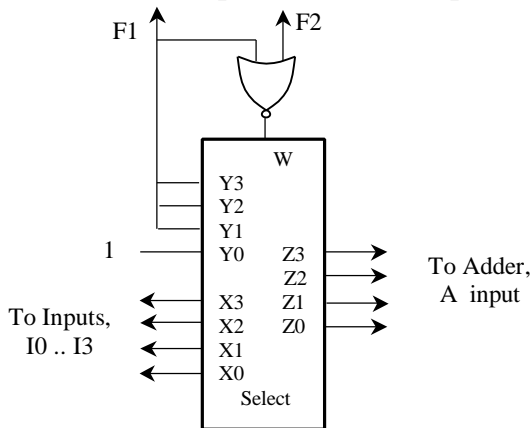 F1
F2
W
Y3
Y2
Y1
1
Y0
Z3
Z2
Z1
Z0
To Adder,
A input
X3
X2
X1
X0
To Inputs,
I0 .. I3
Select